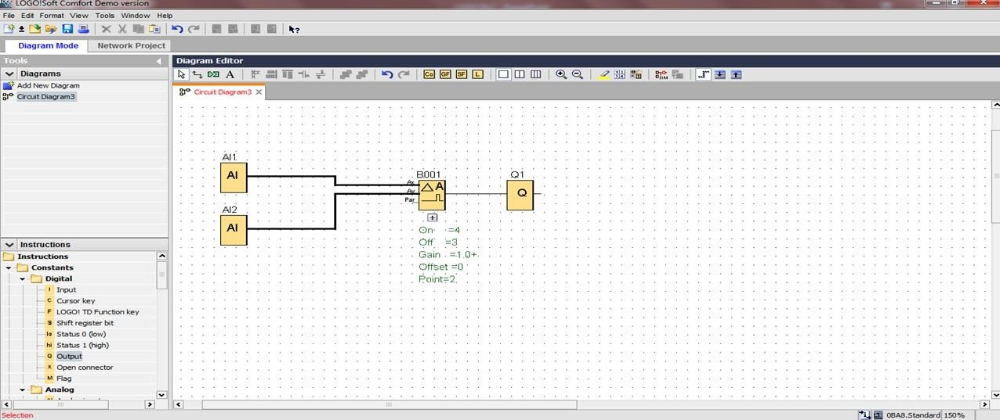 LOGO!Soft Comfort Demo version
File Edit Format View Tools Window Help
Diagram Mode Network Project
Tools
Diagrams
Add New Diagram
Circuit Diagram3
Instructions
Instructions
Constants
Digital
I Input
C Cursor key
F LOGO! TD Function key
S Shift register bit
lo Status 0 (low)
hi Status 1 (high)
Q Output
X Open connector
M Flag
Analog
Diagram Editor
A Co GF SF L SIM
Circuit Diagram3
AI1
AI
AI2
AI
B001
Ax
Ay
Par
A
Q1
Q
On =4
Off =3
Gain =1.0+
Offset =0
Point=2
Selection
0BA8.Standard 150%